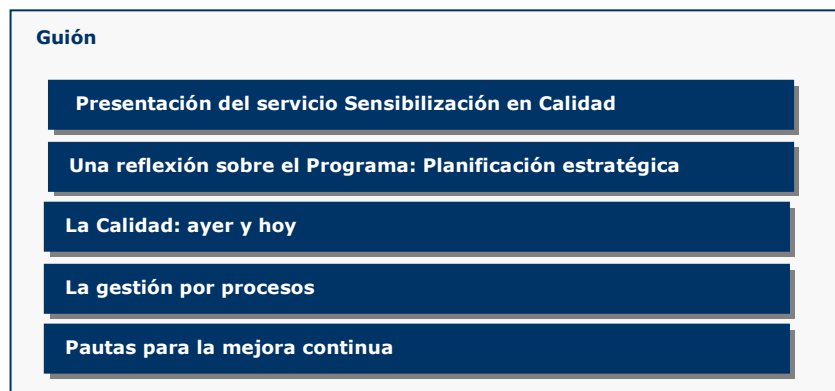 Guión
Presentación del servicio Sensibilización en Calidad
Una reflexión sobre el Programa: Planificación estratégica
La Calidad: ayer y hoy
La gestión por procesos
Pautas para la mejora continua